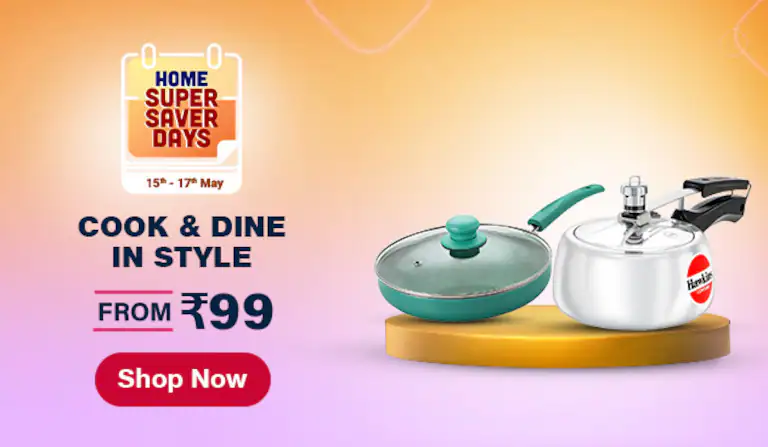 HOME
SUPER
SAVER
DAYS
15th - 17th May
COOK & DINE
IN STYLE
FROM ₹99
Shop Now
Hawkins